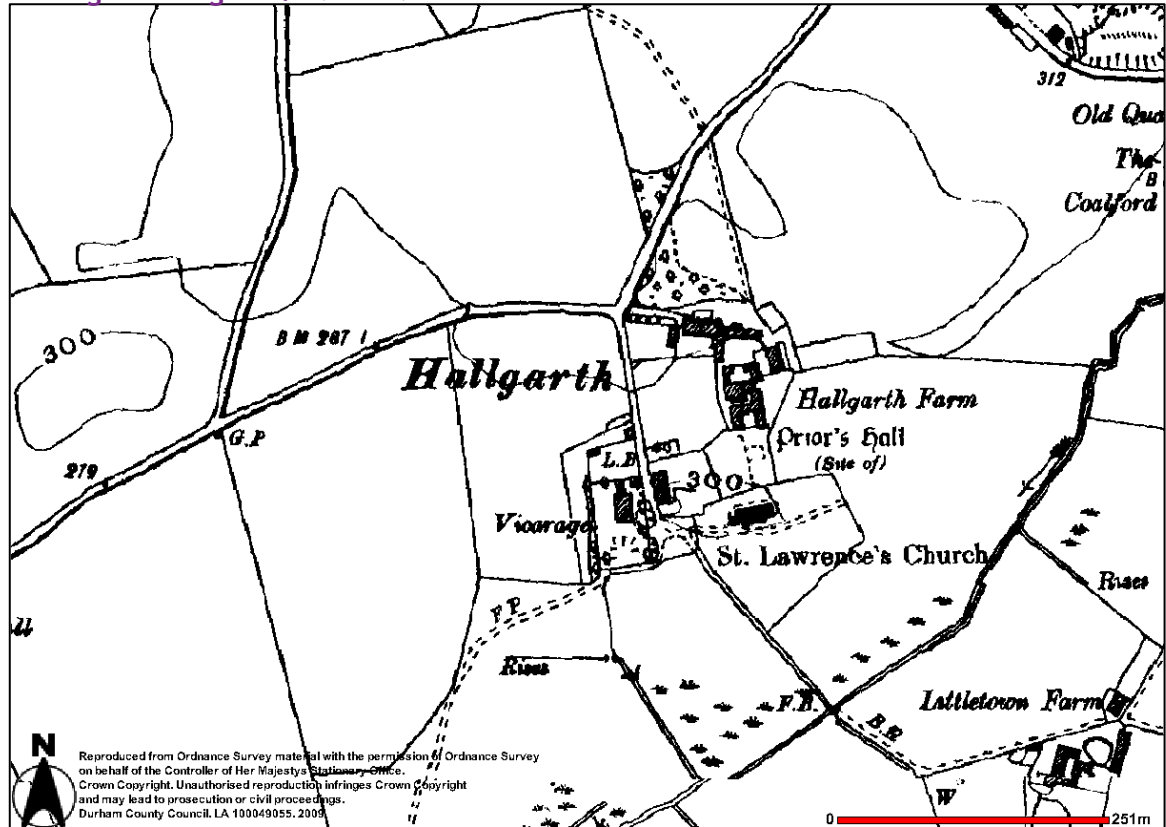 312
Old Qua
The
B
Coalford
300
B M 287
Hallgarth
Hallgarth Farm
G.P
Prior's Hall
(Site of)
279
L.B
300
Vicarage
St. Lawrence's Church
Rises
F P
ll
Rises
F.B.
B.R
Littletown Farm
W
N
Reproduced from Ordnance Survey material with the permission of Ordnance Survey
on behalf of the Controller of Her Majestys Stationary Office.
Crown Copyright. Unauthorised reproduction infringes Crown Copyright
and may lead to prosecution or civil proceedings.
Durham County Council. LA 100049055. 2009
0 251m